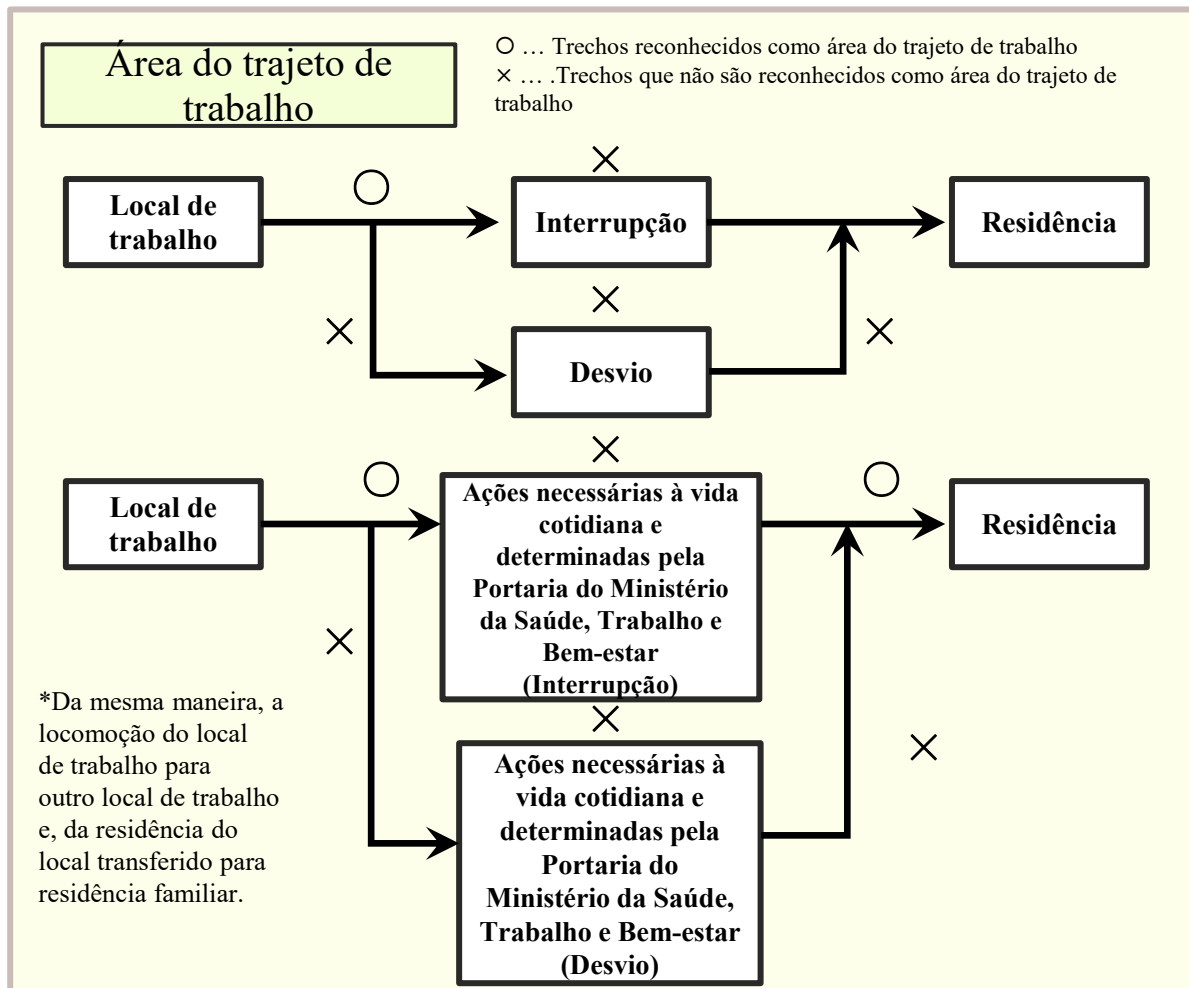 Área do trajeto de
trabalho
○ … Trechos reconhecidos como área do trajeto de trabalho
× … .Trechos que não são reconhecidos como área do trajeto de
trabalho
×
○
Local de
trabalho
Interrupção
Residência
×
×
×
Desvio
×
○
○
Local de
trabalho
Ações necessárias à vida
cotidiana e
determinadas pela
Portaria do Ministério
da Saúde, Trabalho e
Bem-estar
(Interrupção)
Residência
×
×
×
*Da mesma maneira, a
locomoção do local
de trabalho para
outro local de trabalho
e, da residência do
local transferido para
residência familiar.
Ações necessárias à
vida cotidiana e
determinadas pela
Portaria do
Ministério da Saúde,
Trabalho e Bem-estar
(Desvio)